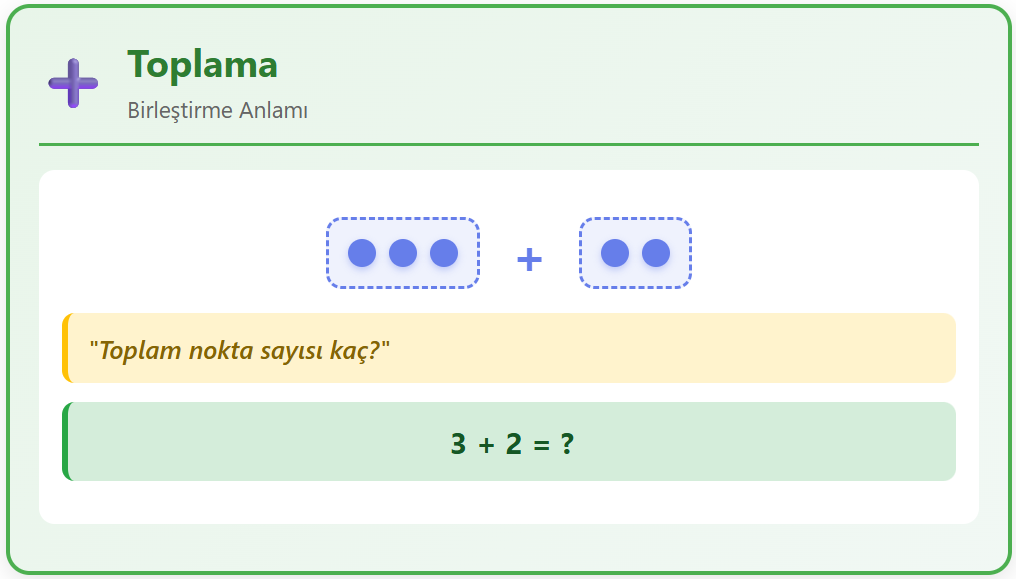 Toplama
Birleştirme Anlamı
+
"Toplam nokta sayısı kaç?"
3 + 2 = ?